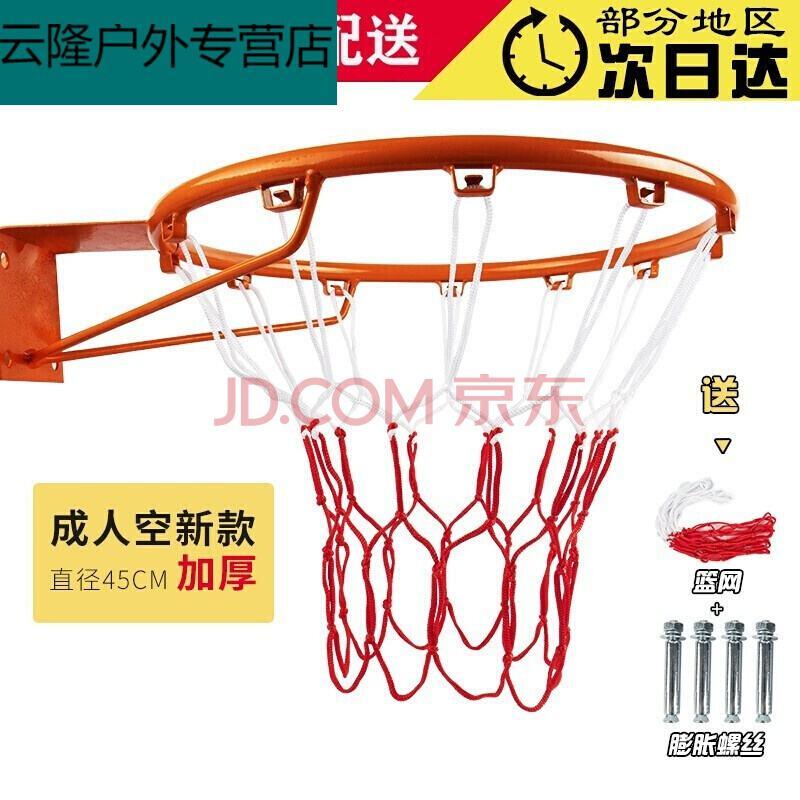 云隆户外专营店
配送
部分地区
次日达
JD.COM 京东
送
成人空新款
直径45CM 加厚
篮网
+
膨胀螺丝